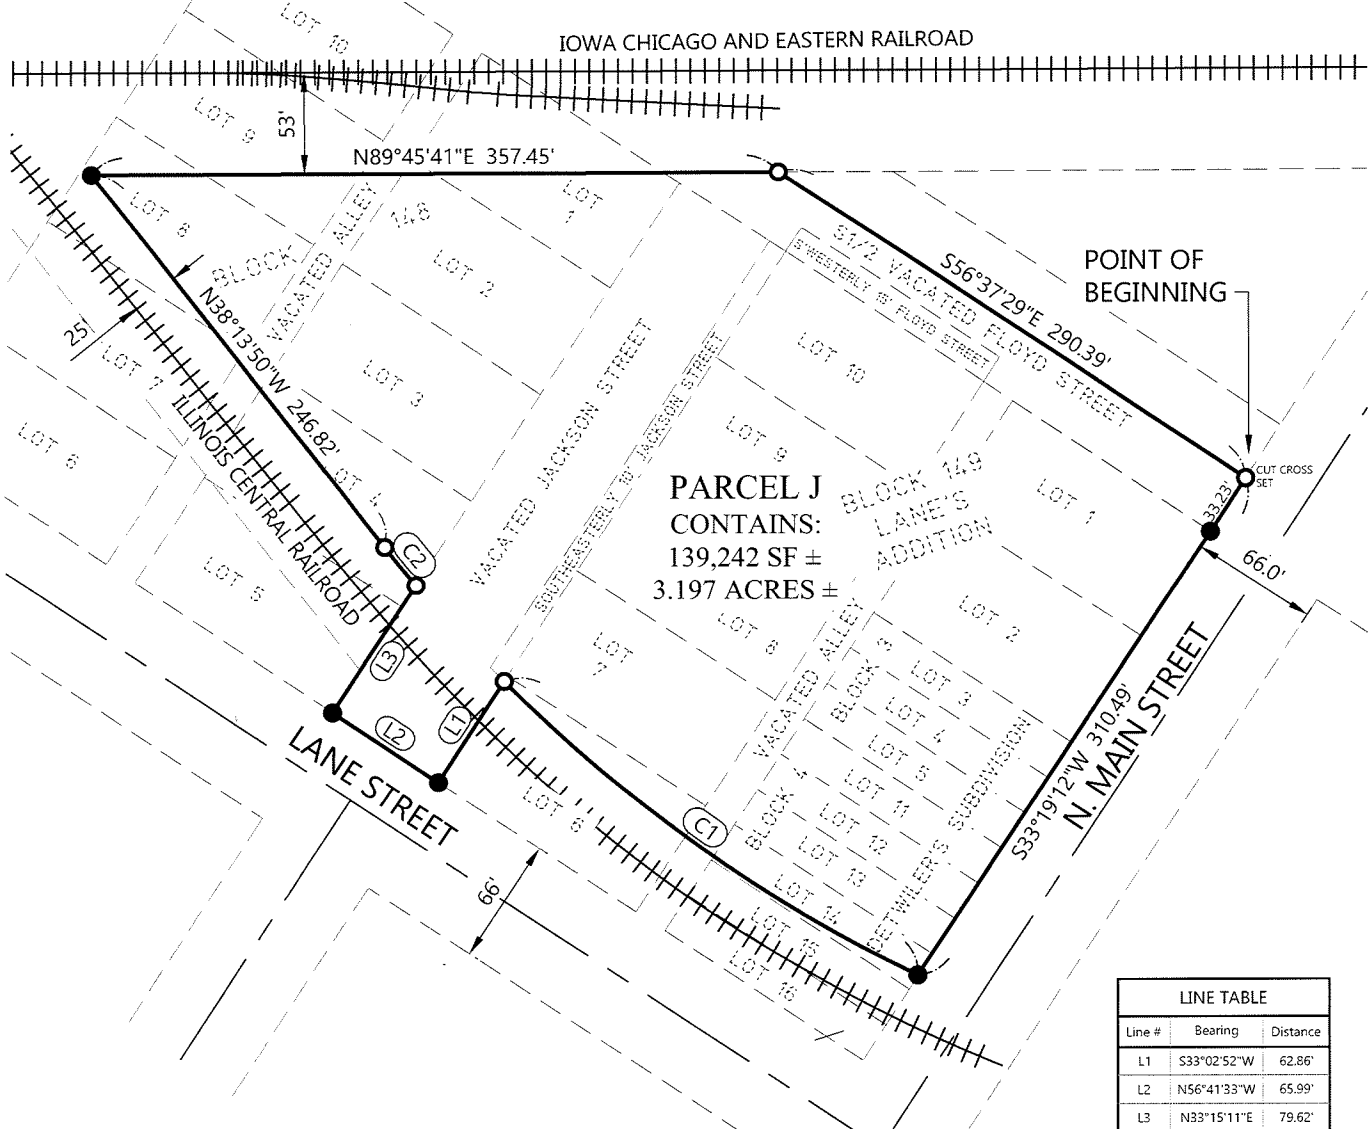 LOT 10
IOWA CHICAGO AND EASTERN RAILROAD
LOT 9
53'
N89°45'41"E 357.45'
LOT 8
BLOCK 148
VACATED ALLEY
LOT
1
LOT 2
LOT 3
S1/2 VACATED FLOYD STREET
S'WESTERLY 15' FLOYD STREET
S56°37'29"E 290.39'
POINT OF
BEGINNING
N38°13'50"W 246.82'
25'
LOT 7
LOT 6
ILLINOIS CENTRAL RAILROAD
OT 4
LOT 5
VACATED JACKSON STREET
SOUTHEASTERLY 10' JACKSON STREET
LOT 10
LOT 9
PARCEL J
CONTAINS:
139,242 SF ±
3.197 ACRES ±
BLOCK 149
LANE'S
ADDITION
LOT 1
CUT CROSS
SET
33.23'
66.0'
C2
L3
L2
L1
LOT
7
LOT 8
LOT 2
VACATED ALLEY
BLOCK 3
LOT 3
LOT 4
LOT 5
LOT 11
LOT 12
LOT 13
LOT 14
LOT 15
LOT 16
BLOCK 4
DETWILER'S SUBDIVISION
S33°19'12"W 310.49'
N. MAIN STREET
LANE STREET
LOT 6
C1
66'
LINE TABLE
Line # Bearing Distance
L1 S33°02'52"W 62.86'
L2 N56°41'33"W 65.99'
L3 N33°15'11"E 79.62'